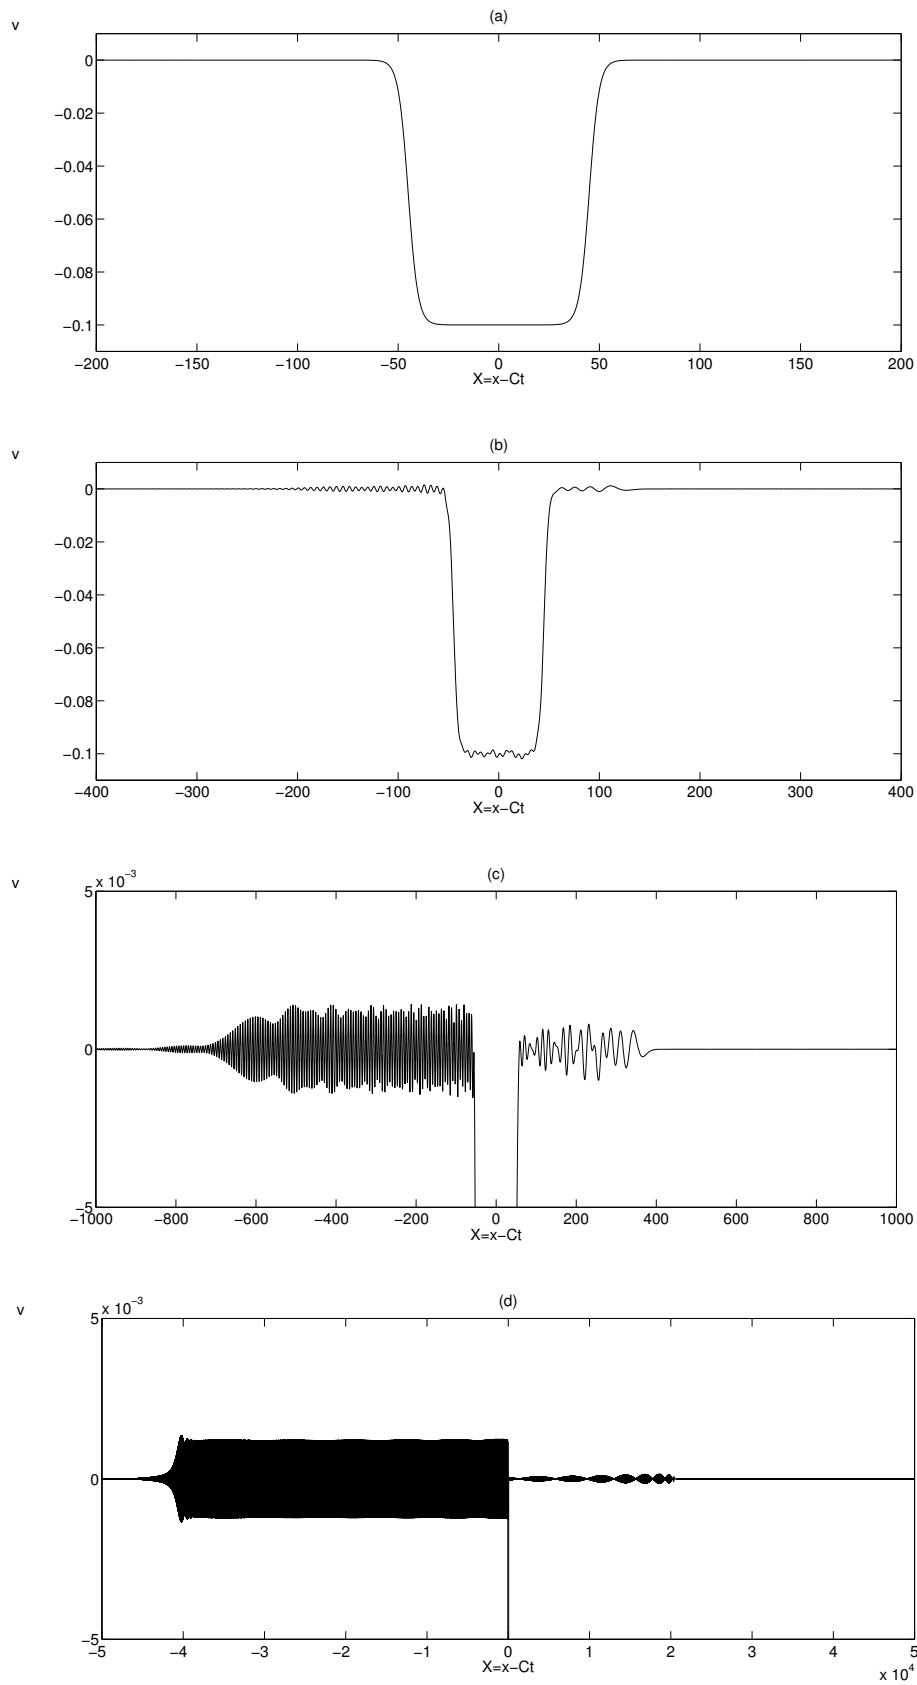 (a)
v
0
−0.02
−0.04
−0.06
−0.08
−0.1
−200 −150 −100 −50 0 50 100 150 200
X=x−Ct
(b)
v
0
−0.02
−0.04
−0.06
−0.08
−0.1
−400 −300 −200 −100 0 100 200 300 400
X=x−Ct
(c)
v
5 x 10−3
0
−5
−1000 −800 −600 −400 −200 0 200 400 600 800 1000
X=x−Ct
(d)
v
5 x 10−3
0
−5
−5 −4 −3 −2 −1 0 1 2 3 4 5
X=x−Ct
x 104